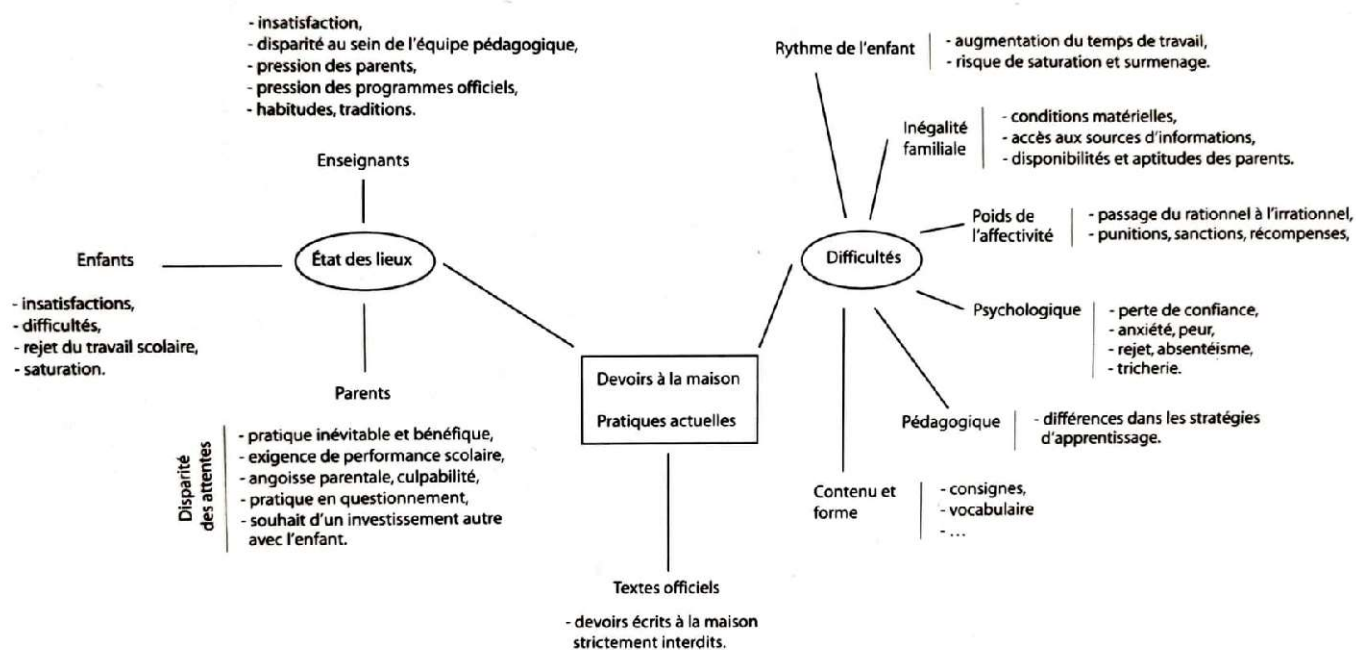 - insatisfaction,
- disparité au sein de l'équipe pédagogique,
- pression des parents,
- pression des programmes officiels,
- habitudes, traditions.
Enseignants
Enfants
- insatisfactions,
- difficultés,
- rejet du travail scolaire,
- saturation.
État des lieux
Parents
Disparité
des attentes
- pratique inévitable et bénéfique,
- exigence de performance scolaire,
- angoisse parentale, culpabilité,
- pratique en questionnement,
- souhait d'un investissement autre
avec l'enfant.
Devoirs à la maison
Pratiques actuelles
Textes officiels
- devoirs écrits à la maison
strictement interdits.
Difficultés
Rythme de l'enfant
- augmentation du temps de travail,
- risque de saturation et surmenage.
Inégalité
familiale
- conditions matérielles,
- accès aux sources d'informations,
- disponibilités et aptitudes des parents.
Poids de
l'affectivité
- passage du rationnel à l'irrationnel,
- punitions, sanctions, récompenses,
Psychologique
- perte de confiance,
- anxiété, peur,
- rejet, absentéisme,
- tricherie.
Pédagogique
- différences dans les stratégies
d'apprentissage.
Contenu et
forme
- consignes,
- vocabulaire
- ...